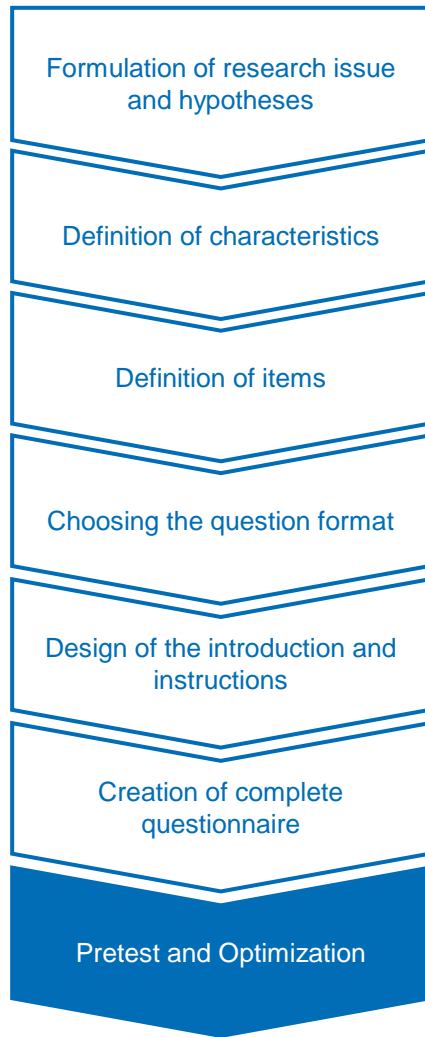 Formulation of research issue
and hypotheses
Definition of characteristics
Definition of items
Choosing the question format
Design of the introduction and
instructions
Creation of complete
questionnaire
Pretest and Optimization